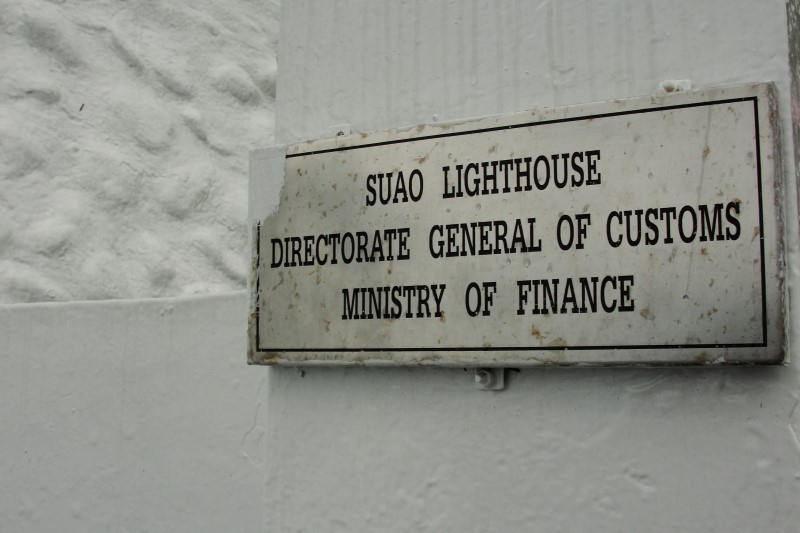 SUAO LIGHTHOUSE
DIRECTORATE GENERAL OF CUSTOMS
MINISTRY OF FINANCE